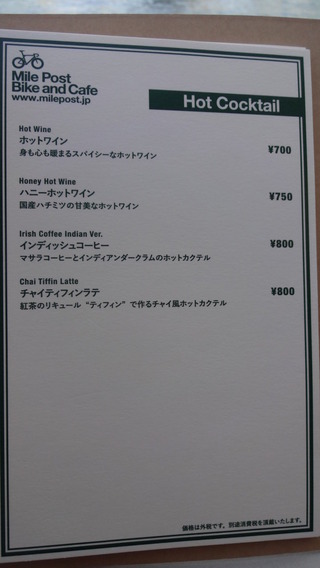 Mile Post
Bike and Cafe
www.milepost.jp
Hot Cocktail
Hot Wine
ホットワイン ¥700
身も心も暖まるスパイシーなホットワイン
Honey Hot Wine
ハニーホットワイン ¥750
国産ハチミツの甘美なホットワイン
Irish Coffee Indian Ver.
インディッシュコーヒー ¥800
マサラコーヒーとインディアンダークラムのホットカクテル
Chai Tiffin Latte
チャイティフィンラテ ¥800
紅茶のリキュール “ティフィン” で作るチャイ風ホットカクテル
価格は外税です。別途消費税を頂戴いたします。